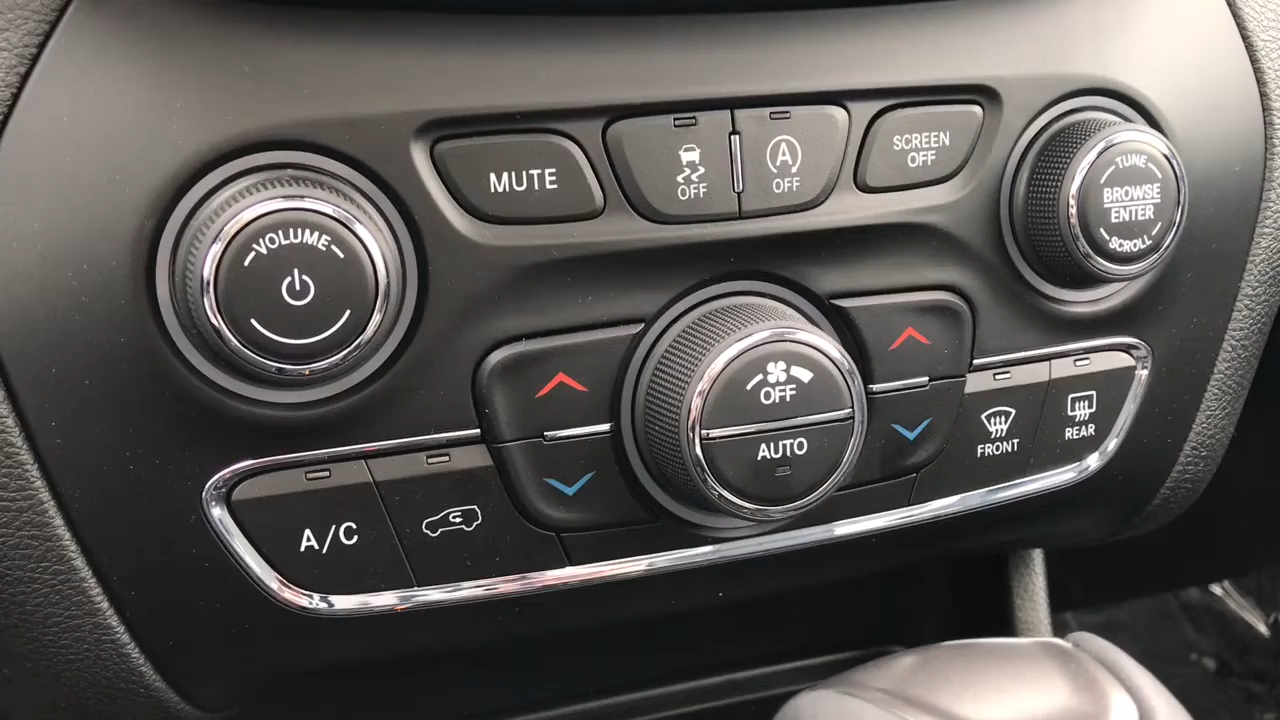 MUTE
OFF
A
OFF
SCREEN
OFF
TUNE
BROWSE
ENTER
SCROLL
VOLUME
OFF
AUTO
A/C
FRONT
REAR